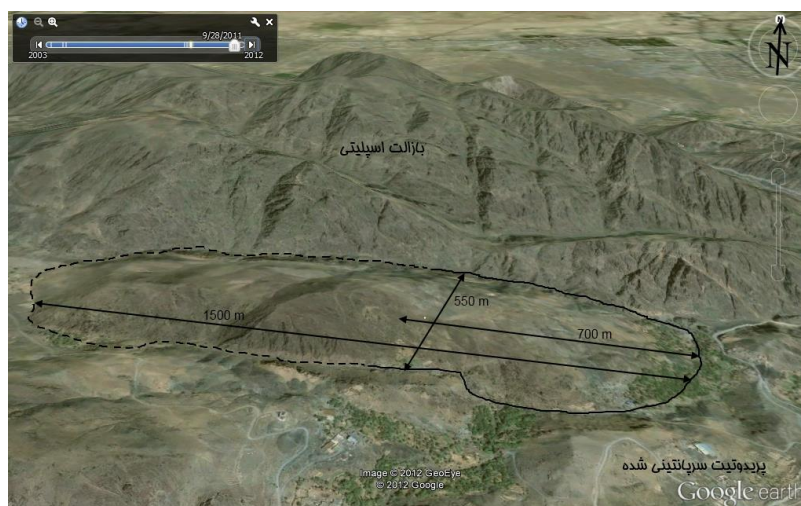 9/28/2011
2003
2012
N
بازالت اسپلیتی
550 m
1500 m
700 m
پریدوتیت سرپانتینی شده
Image © 2012 GeoEye
© 2012 Google
Google earth